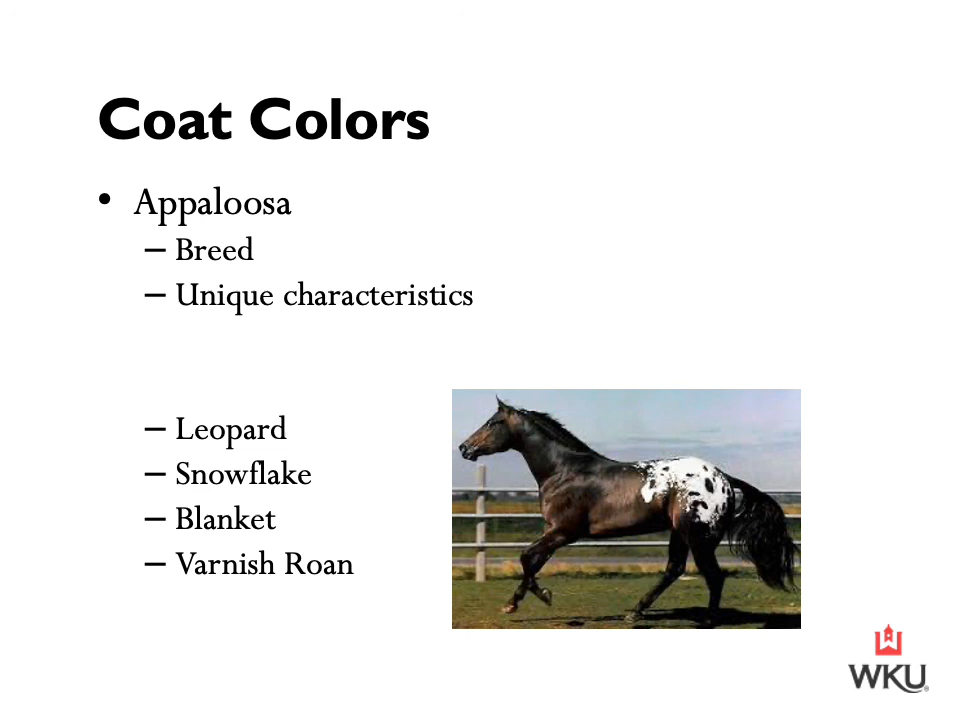 Coat Colors
• Appaloosa
– Breed
– Unique characteristics
– Leopard
– Snowflake
– Blanket
– Varnish Roan
WKU®